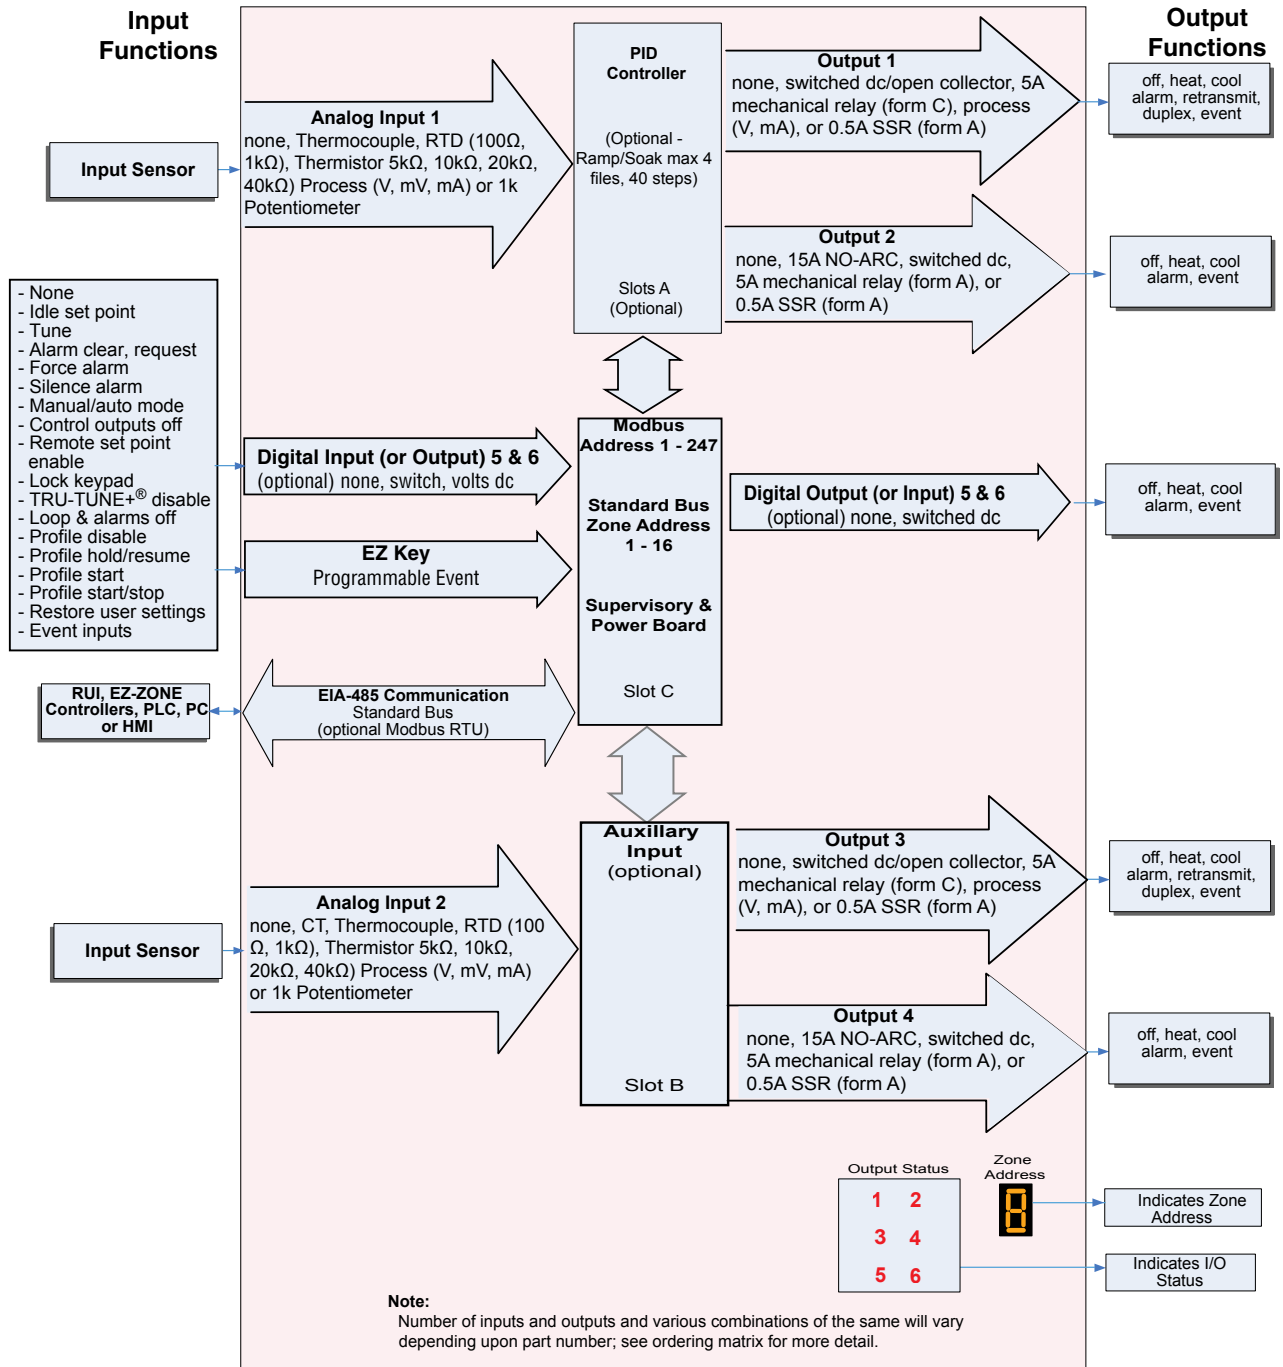 Input
Functions
Output
Functions
PID
Controller
(Optional -
Ramp/Soak max 4
files, 40 steps)
Slots A
(Optional)
Analog Input 1
none, Thermocouple, RTD (100Ω,
1kΩ), Thermistor 5kΩ, 10kΩ, 20kΩ,
40kΩ) Process (V, mV, mA) or 1k
Potentiometer
Input Sensor
Output 1
none, switched dc/open collector, 5A
mechanical relay (form C), process
(V, mA), or 0.5A SSR (form A)
off, heat, cool
alarm, retransmit,
duplex, event
Output 2
none, 15A NO-ARC, switched dc,
5A mechanical relay (form A), or
0.5A SSR (form A)
off, heat, cool
alarm, event
- None
- Idle set point
- Tune
- Alarm clear, request
- Force alarm
- Silence alarm
- Manual/auto mode
- Control outputs off
- Remote set point
enable
- Lock keypad
- TRU-TUNE+® disable
- Loop & alarms off
- Profile disable
- Profile hold/resume
- Profile start
- Profile start/stop
- Restore user settings
- Event inputs
Digital Input (or Output) 5 & 6
(optional) none, switch, volts dc
EZ Key
Programmable Event
Modbus
Address 1 - 247
Standard Bus
Zone Address
1 - 16
Supervisory &
Power Board
Slot C
Digital Output (or Input) 5 & 6
(optional) none, switched dc
off, heat, cool
alarm, event
RUI, EZ-ZONE
Controllers, PLC, PC
or HMI
EIA-485 Communication
Standard Bus
(optional Modbus RTU)
Auxillary
Input
(optional)
Slot B
Analog Input 2
none, CT, Thermocouple, RTD (100
Ω, 1kΩ), Thermistor 5kΩ, 10kΩ,
20kΩ, 40kΩ) Process (V, mV, mA)
or 1k Potentiometer
Input Sensor
Output 3
none, switched dc/open collector, 5A
mechanical relay (form C), process
(V, mA), or 0.5A SSR (form A)
off, heat, cool
alarm, retransmit,
duplex, event
Output 4
none, 15A NO-ARC, switched dc,
5A mechanical relay (form A), or
0.5A SSR (form A)
off, heat, cool
alarm, event
Output Status
1 2
3 4
5 6
Zone
Address
8
Indicates Zone
Address
Indicates I/O
Status
Note:
Number of inputs and outputs and various combinations of the same will vary
depending upon part number; see ordering matrix for more detail.